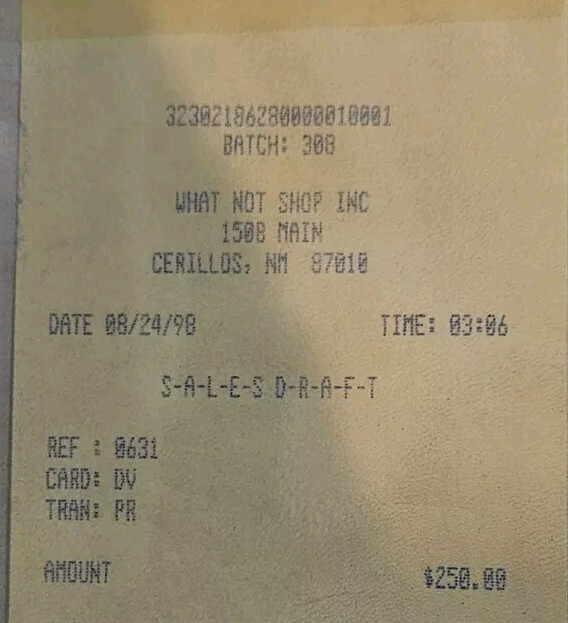 32302186280000010001
BATCH: 308
WHAT NOT SHOP INC
150B MAIN
CERILLOS, NM 87010
DATE 08/24/98 TIME: 03:06
S-A-L-E-S D-R-A-F-T
REF : 0631
CARD: DV
TRAN: PR
AMOUNT $250.00